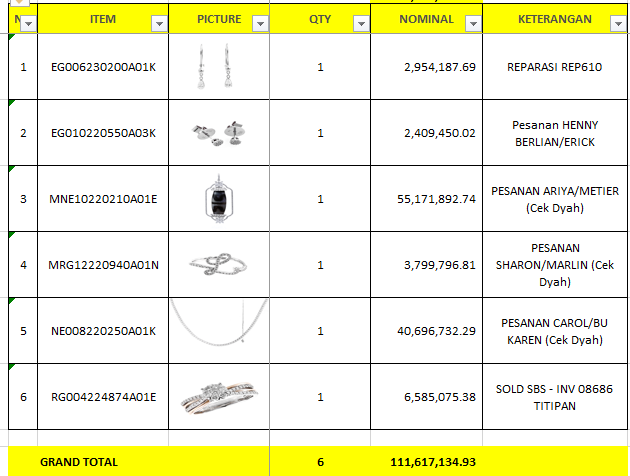 N ITEM PICTURE QTY NOMINAL KETERANGAN
1 EG006230200A01K 1 2,954,187.69 REPARASI REP610
2 EG010220550A03K 1 2,409,450.02 Pesanan HENNY
BERLIAN/ERICK
3 MNE10220210A01E 1 55,171,892.74 PESANAN ARIYA/METIER
(Cek Dyah)
4 MRG12220940A01N 1 3,799,796.81 PESANAN
SHARON/MARLIN (Cek
Dyah)
5 NE008220250A01K 1 40,696,732.29 PESANAN CAROL/BU
KAREN (Cek Dyah)
6 RG004224874A01E 1 6,585,075.38 SOLD SBS - INV 08686
TITIPAN
GRAND TOTAL 6 111,617,134.93